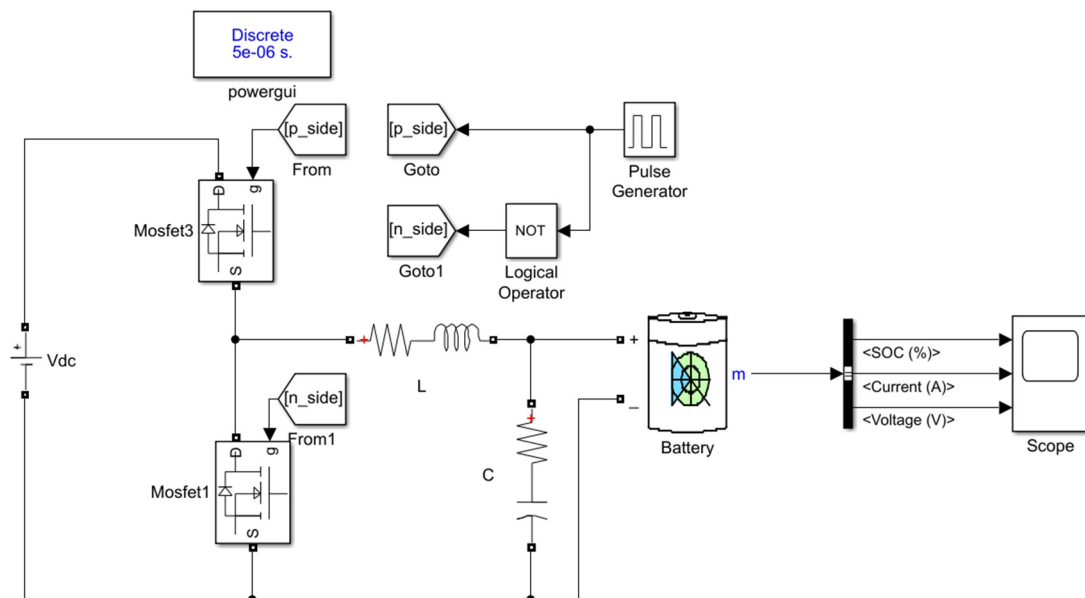 Discrete
5e-06 s.
powergui
[p_side]
From
[p_side]
Goto
Pulse
Generator
D
g
Mosfet3
S
[n_side]
Goto1
NOT
Logical
Operator
+
Vdc
+
L
+
-
m
Battery
<SOC (%)>
<Current (A)>
<Voltage (V)>
Scope
[n_side]
From1
D
g
Mosfet1
S
+
C